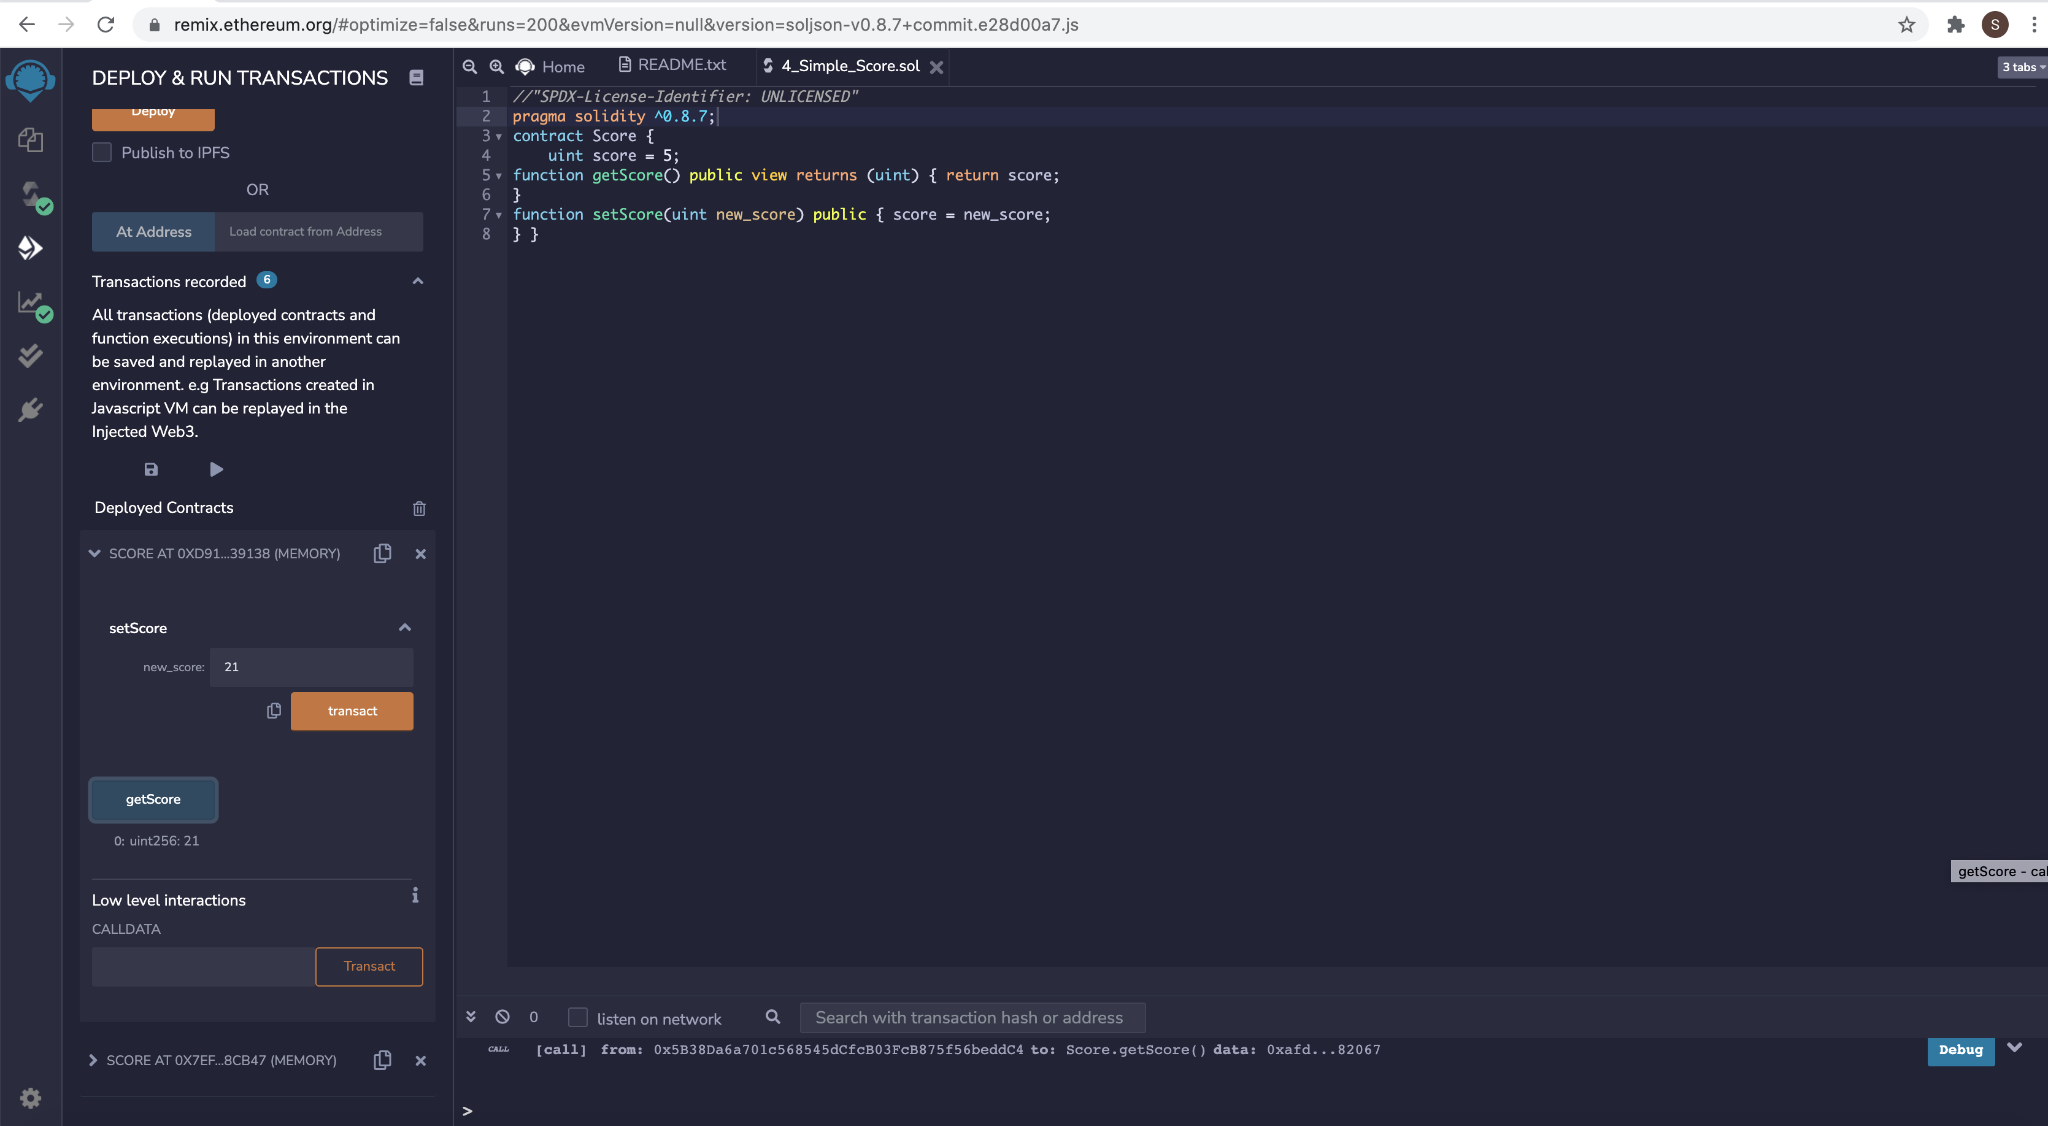 remix.ethereum.org/#optimize=false&runs=200&evmVersion=null&version=soljson-v0.8.7+commit.e28d00a7.js
S
DEPLOY & RUN TRANSACTIONS
Deploy
Publish to IPFS
OR
At Address
Load contract from Address
Transactions recorded 6
All transactions (deployed contracts and
function executions) in this environment can
be saved and replayed in another
environment. e.g Transactions created in
Javascript VM can be replayed in the
Injected Web3.
Deployed Contracts
SCORE AT 0XD91...39138 (MEMORY)
setScore
new_score: 21
transact
getScore
0: uint256: 21
Low level interactions
i
CALLDATA
Transact
SCORE AT 0X7EF...8CB47 (MEMORY)
Home
README.txt
4_Simple_Score.sol
3 tabs
1 //"SPDX-License-Identifier: UNLICENSED"
2 pragma solidity ^0.8.7;
3 contract Score {
4 uint score = 5;
5 function getScore() public view returns (uint) { return score;
6 }
7 function setScore(uint new_score) public { score = new_score;
8 } }
getScore - cal
0
listen on network
Search with transaction hash or address
CALL [call] from: 0x5B38Da6a701c568545dCfcB03FcB875f56beddC4 to: Score.getScore() data: 0xafd...82067
Debug
>